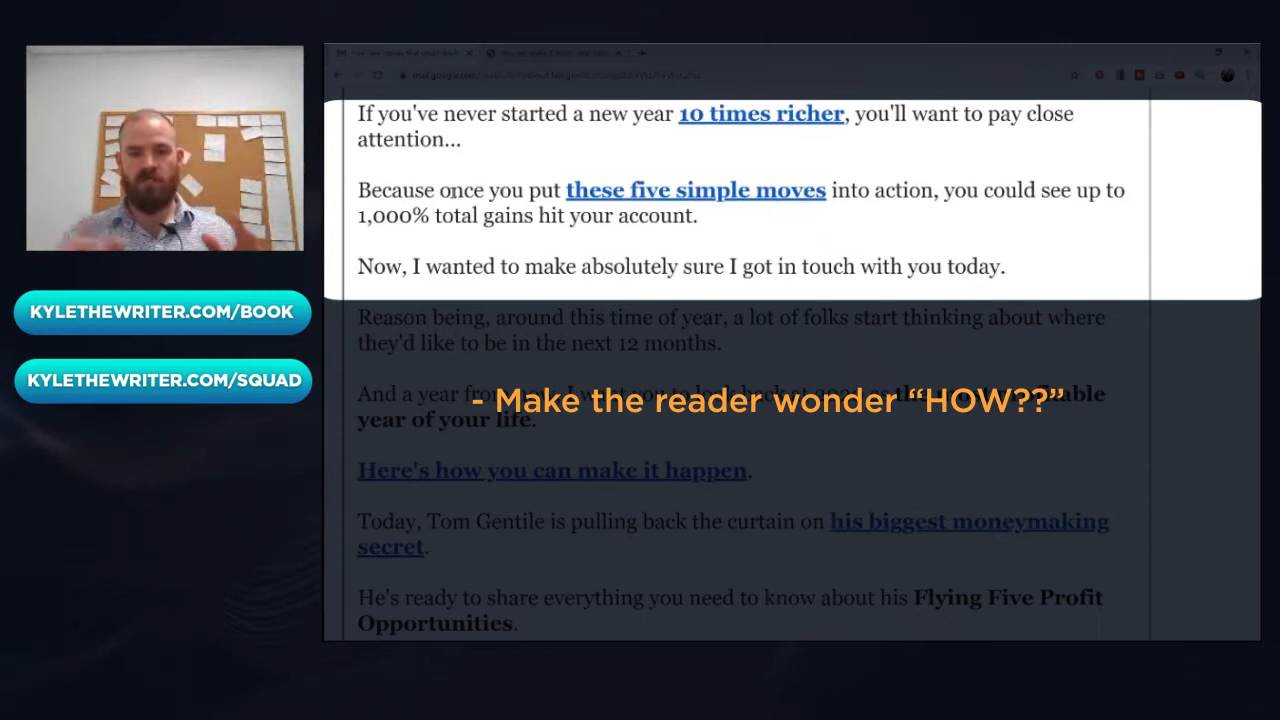 KYLETHEWRITER.COM/BOOK
KYLETHEWRITER.COM/SQUAD
If you've never started a new year 10 times richer, you'll want to pay close
attention...
Because once you put these five simple moves into action, you could see up to
1,000% total gains hit your account.
Now, I wanted to make absolutely sure I got in touch with you today.
Reason being, around this time of year, a lot of folks start thinking about where
they'd like to be in the next 12 months.
- Make the reader wonder “HOW??”
And a year from
year of your life.
Here's how you can make it happen.
Today, Tom Gentile is pulling back the curtain on his biggest moneymaking
secret.
He's ready to share everything you need to know about his Flying Five Profit
Opportunities.